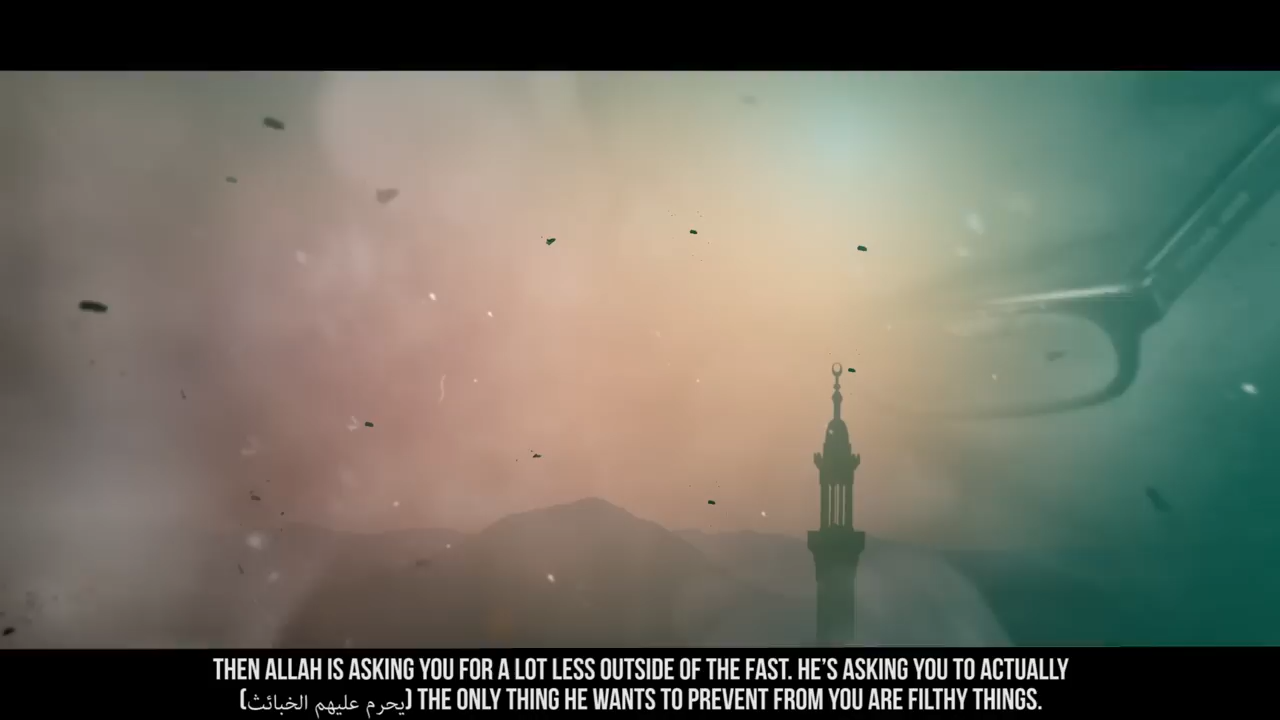 THEN ALLAH IS ASKING YOU FOR A LOT LESS OUTSIDE OF THE FAST. HE'S ASKING YOU TO ACTUALLY
(يحرم عليهم الخبائث) THE ONLY THING HE WANTS TO PREVENT FROM YOU ARE FILTHY THINGS.